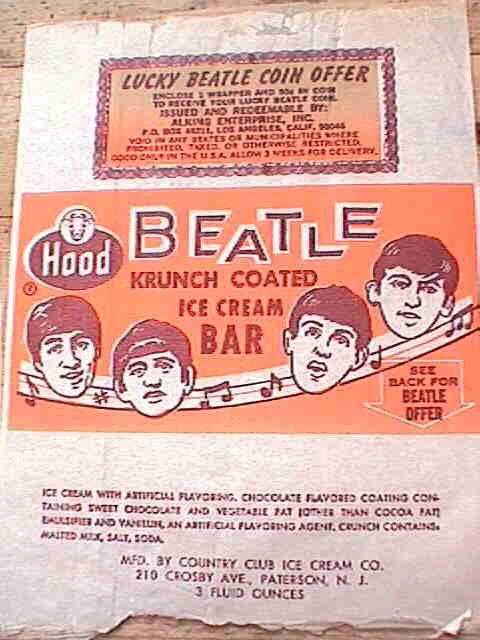 LUCKY BEATLE COIN OFFER
ENCLOSE 2 WRAPPER AND 50¢ IN COIN
TO RECEIVE YOUR LUCKY BEATLE COIN.
ISSUED AND REDEEMABLE BY:
ALKING ENTERPRISE, INC.
P.O. BOX 46211, LOS ANGELES, CALIF. 90046
VOID IN ANY STATES OR MUNICIPALITIES WHERE
PROHIBITED, TAXED, OR OTHERWISE RESTRICTED.
GOOD ONLY IN THE U.S.A. ALLOW 3 WEEKS FOR DELIVERY.
Hood
BEATLE
KRUNCH COATED
ICE CREAM
BAR
SEE
BACK FOR
BEATLE
OFFER
ICE CREAM WITH ARTIFICIAL FLAVORING. CHOCOLATE FLAVORED COATING CON-
TAINING SWEET CHOCOLATE AND VEGETABLE FAT (OTHER THAN COCOA FAT)
EMULSIFIER AND VANILLIN, AN ARTIFICIAL FLAVORING AGENT. CRUNCH CONTAINS:
MALTED MILK, SALT, SODA.
MFD. BY COUNTRY CLUB ICE CREAM CO.
210 CROSBY AVE., PATERSON, N. J.
3 FLUID OUNCES